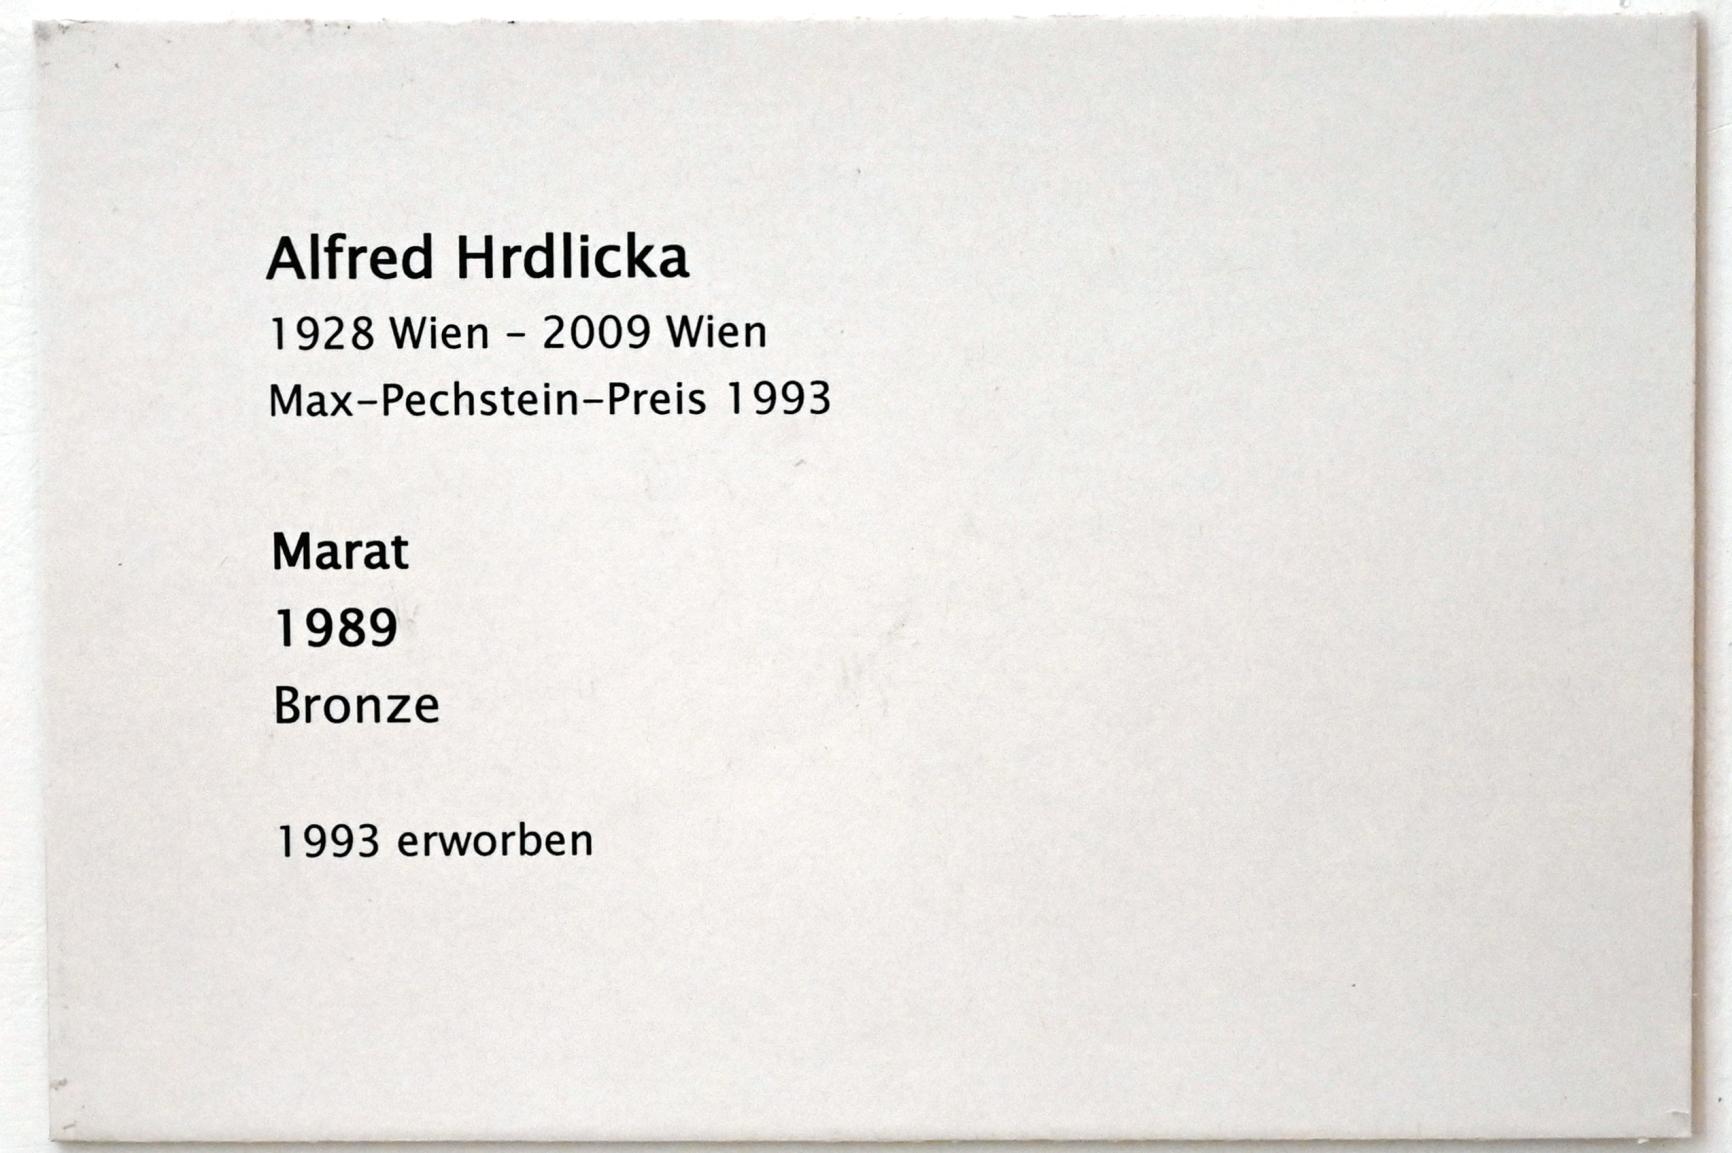 Alfred Hrdlicka
1928 Wien – 2009 Wien
Max-Pechstein-Preis 1993
Marat
1989
Bronze
1993 erworben